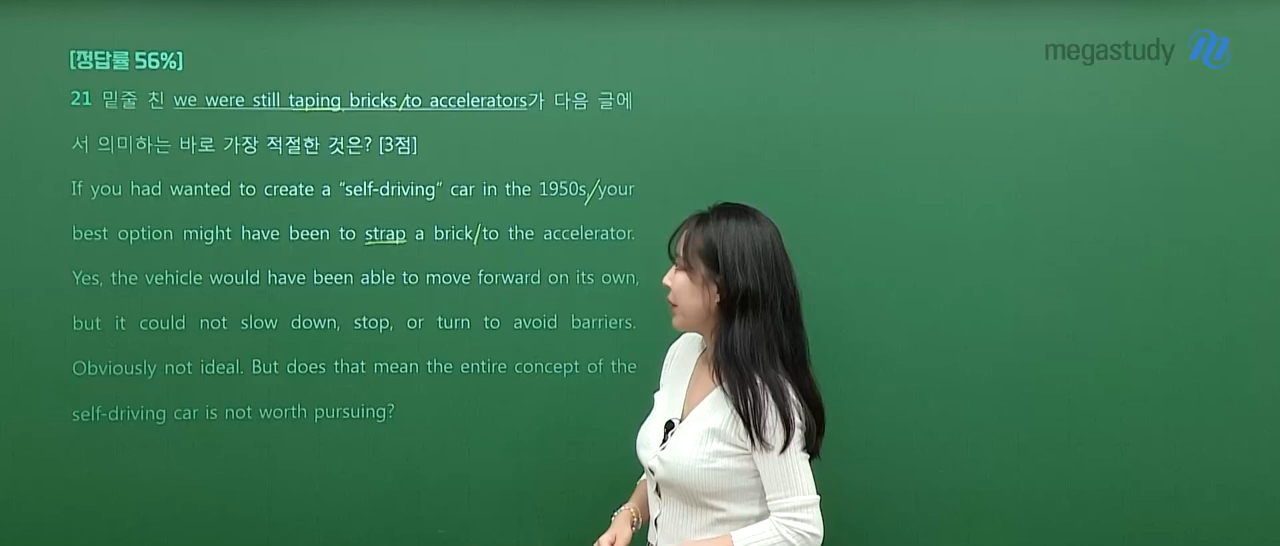 megastudy
[정답률 56%]
21 밑줄 친 we were still taping bricks to accelerators가 다음 글에
서 의미하는 바로 가장 적절한 것은? [3점]
If you had wanted to create a “self-driving” car in the 1950s, your
best option might have been to strap a brick to the accelerator.
Yes, the vehicle would have been able to move forward on its own,
but it could not slow down, stop, or turn to avoid barriers.
Obviously not ideal. But does that mean the entire concept of the
self-driving car is not worth pursuing?